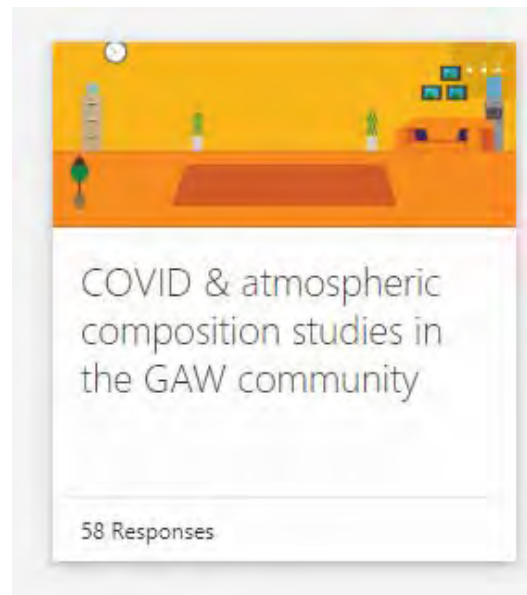 COVID & atmospheric
composition studies in
the GAW community
58 Responses